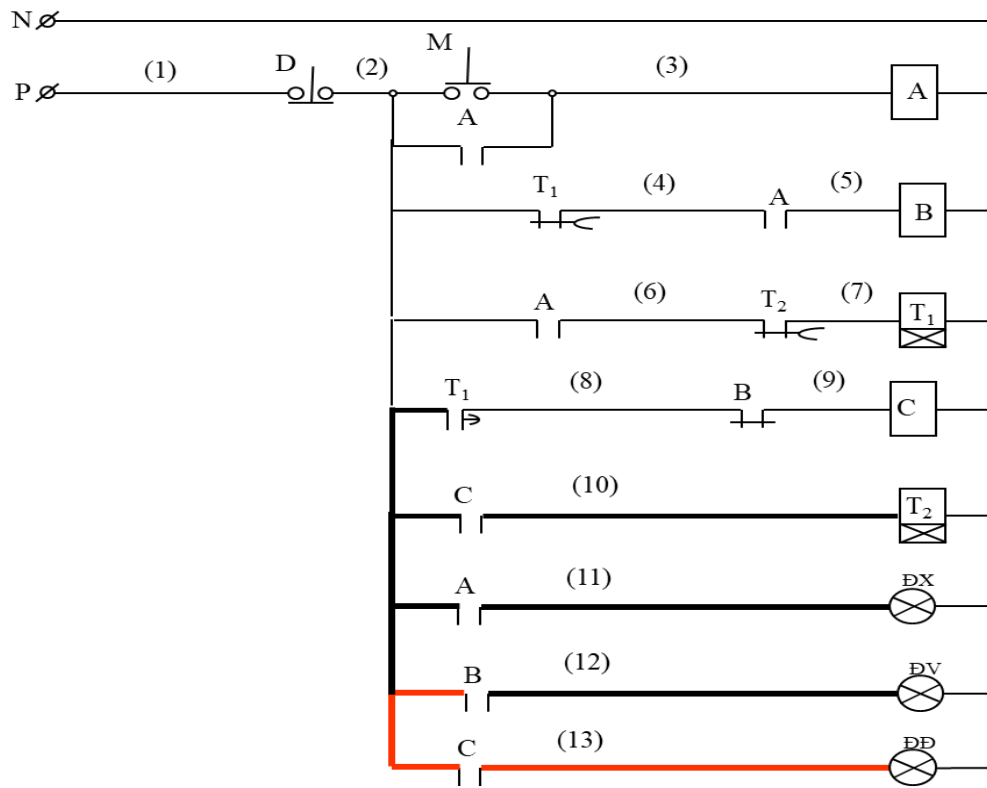 N
M
(1) D (2) (3)
P A
A
T₁ (4) A (5) B
A (6) T₂ (7) T₁
T₁ (8) B (9) C
C (10) T₂
A (11) ĐX
B (12) ĐV
C (13) ĐĐ